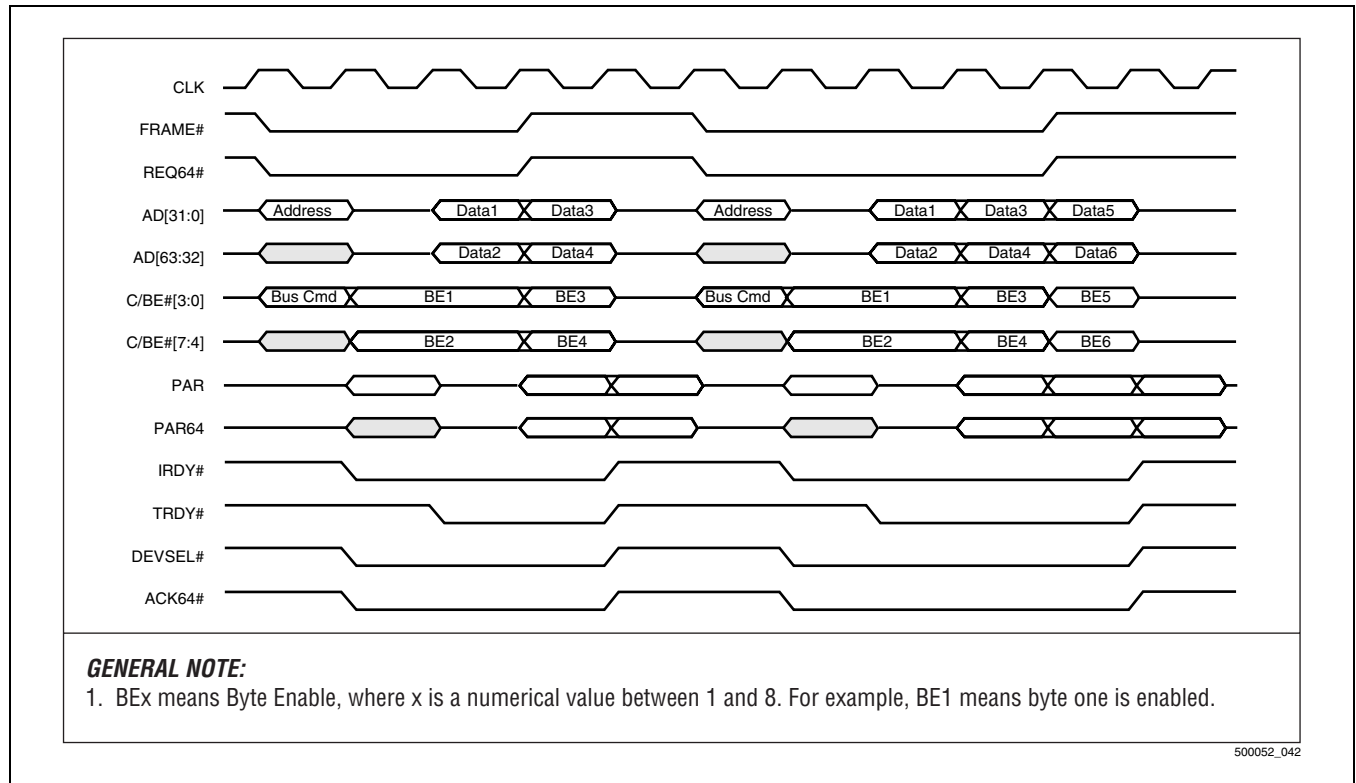 CLK
FRAME#
REQ64#
AD[31:0] Address Data1 Data3 Address Data1 Data3 Data5
AD[63:32] Data2 Data4 Data2 Data4 Data6
C/BE#[3:0] Bus Cmd BE1 BE3 Bus Cmd BE1 BE3 BE5
C/BE#[7:4] BE2 BE4 BE2 BE4 BE6
PAR
PAR64
IRDY#
TRDY#
DEVSEL#
ACK64#
GENERAL NOTE:
1. BEx means Byte Enable, where x is a numerical value between 1 and 8. For example, BE1 means byte one is enabled.
500052_042